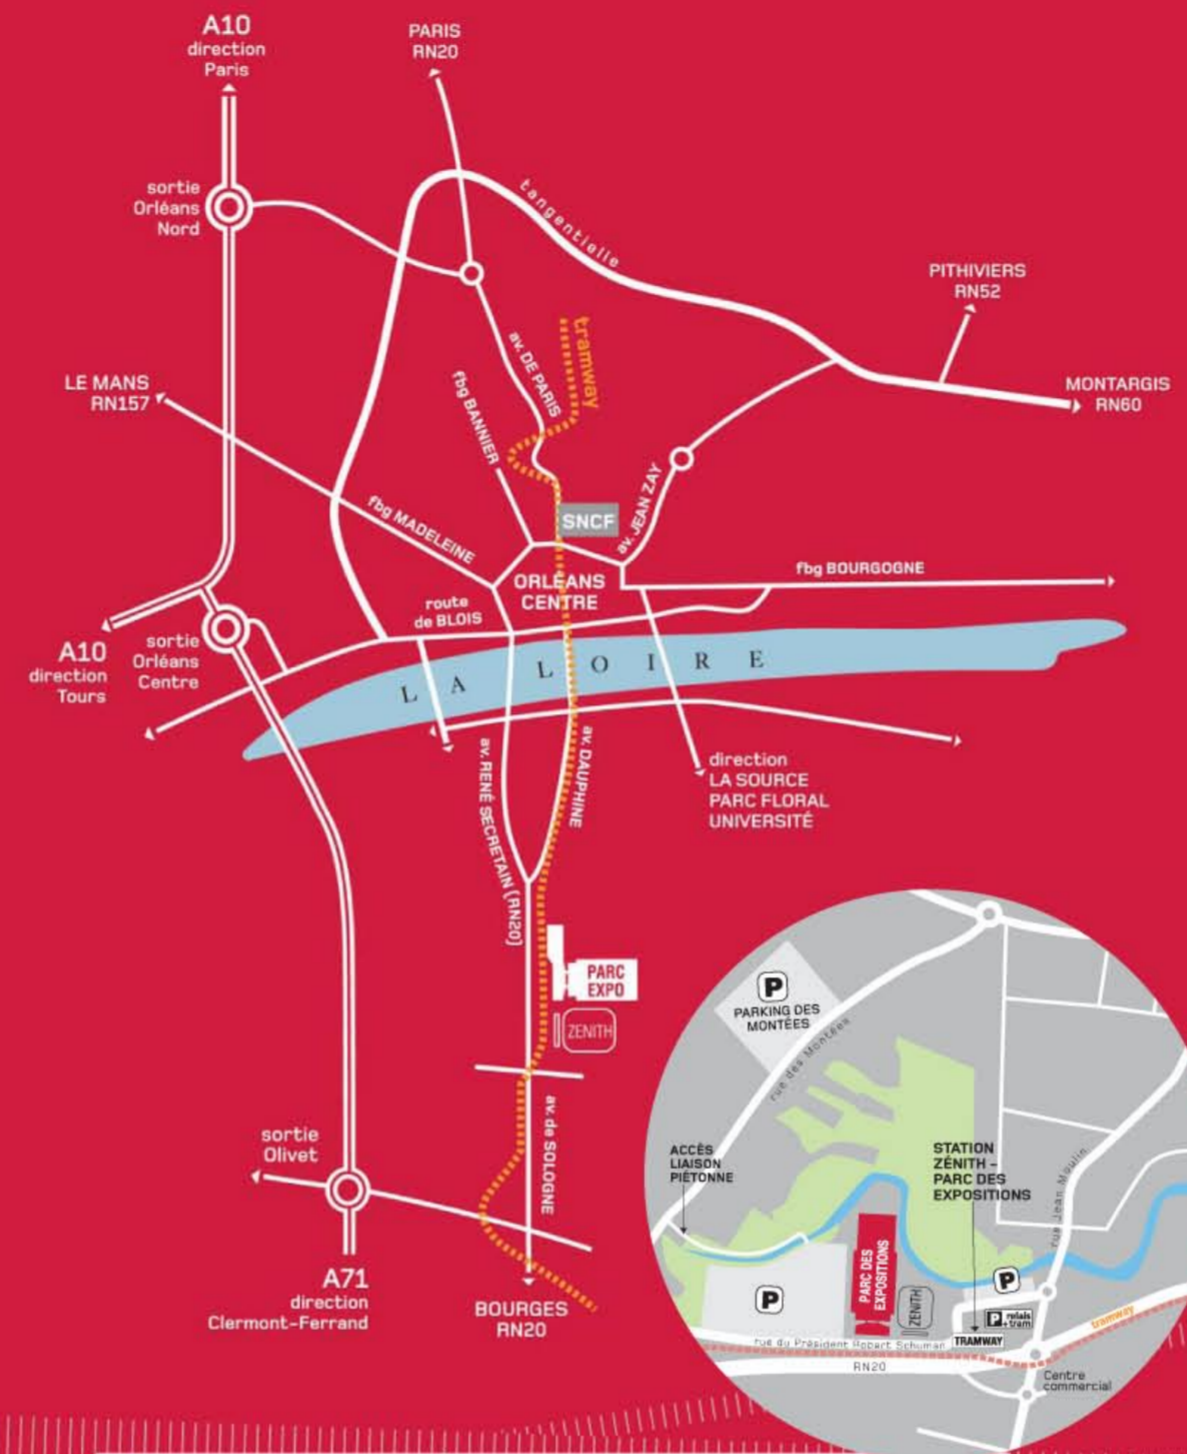 A10
direction
Paris
PARIS
RN20
sortie
Orléans
Nord
tangentielle
PITHIVIERS
RN52
MONTARGIS
RN60
LE MANS
RN157
av. DE PARIS
tramway
fbg BANNIER
fbg MADELEINE
SNCF
av. JEAN ZAY
ORLEANS
CENTRE
fbg BOURGOGNE
route
de BLOIS
A10
direction
Tours
sortie
Orléans
Centre
LA LOIRE
av. RENÉ SECRETAIN (RN20)
av. DAUPHINE
direction
LA SOURCE
PARC FLORAL
UNIVERSITÉ
PARC
EXPO
ZENITH
av. de SOLOGNE
sortie
Olivet
A71
direction
Clermont-Ferrand
BOURGES
RN20
P
PARKING DES
MONTÉES
rue des Montées
ACCÈS
LIAISON
PIÉTONNE
STATION
ZÉNITH -
PARC DES
EXPOSITIONS
rue Jean Moulin
P
PARC DES
EXPOSITIONS
ZENITH
P
P relais
+tram
TRAMWAY
tramway
rue du Président Robert Schuman
RN20
Centre
commercial